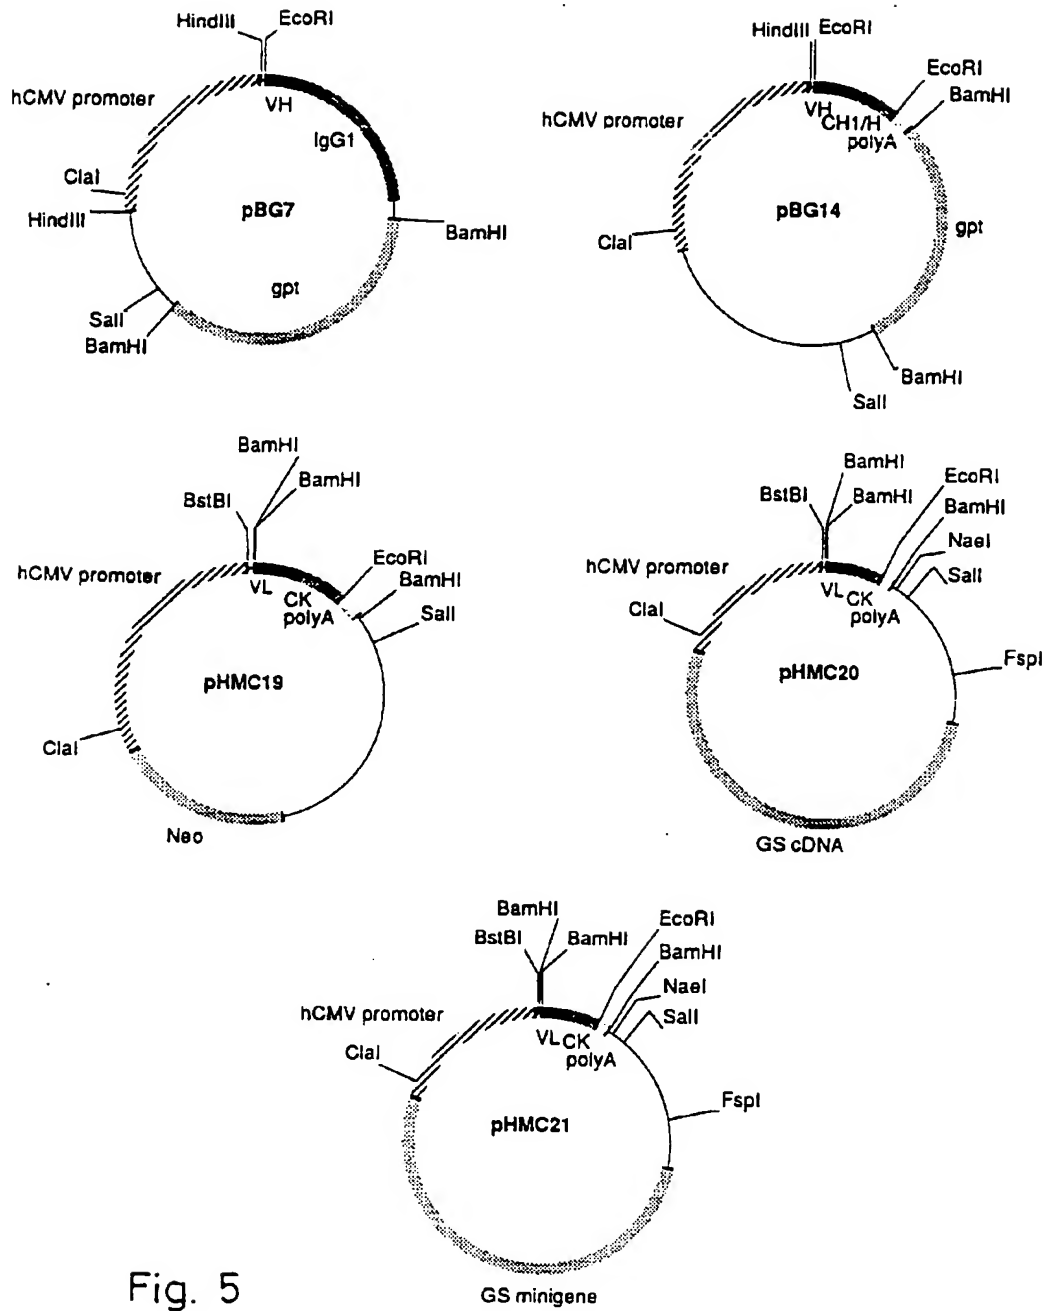 HindIII EcoRI
hCMV promoter
VH
IgG1
ClaI
HindIII
pBG7
BamHI
gpt
SalI
BamHI
HindIII EcoRI
EcoRI
BamHI
hCMV promoter
VH
CH1/H
polyA
pBG14
gpt
ClaI
BamHI
SalI
BamHI
BamHI
BstBI
hCMV promoter
EcoRI
BamHI
VL
CK
polyA
SalI
pHMC19
ClaI
Neo
BamHI
EcoRI
BstBI
BamHI
BamHI
NaeI
hCMV promoter
SalI
VL
CK
ClaI
polyA
pHMC20
FspI
GS cDNA
BamHI
EcoRI
BstBI
BamHI
BamHI
NaeI
hCMV promoter
SalI
VL
CK
ClaI
polyA
FspI
pHMC21
Fig. 5
GS minigene